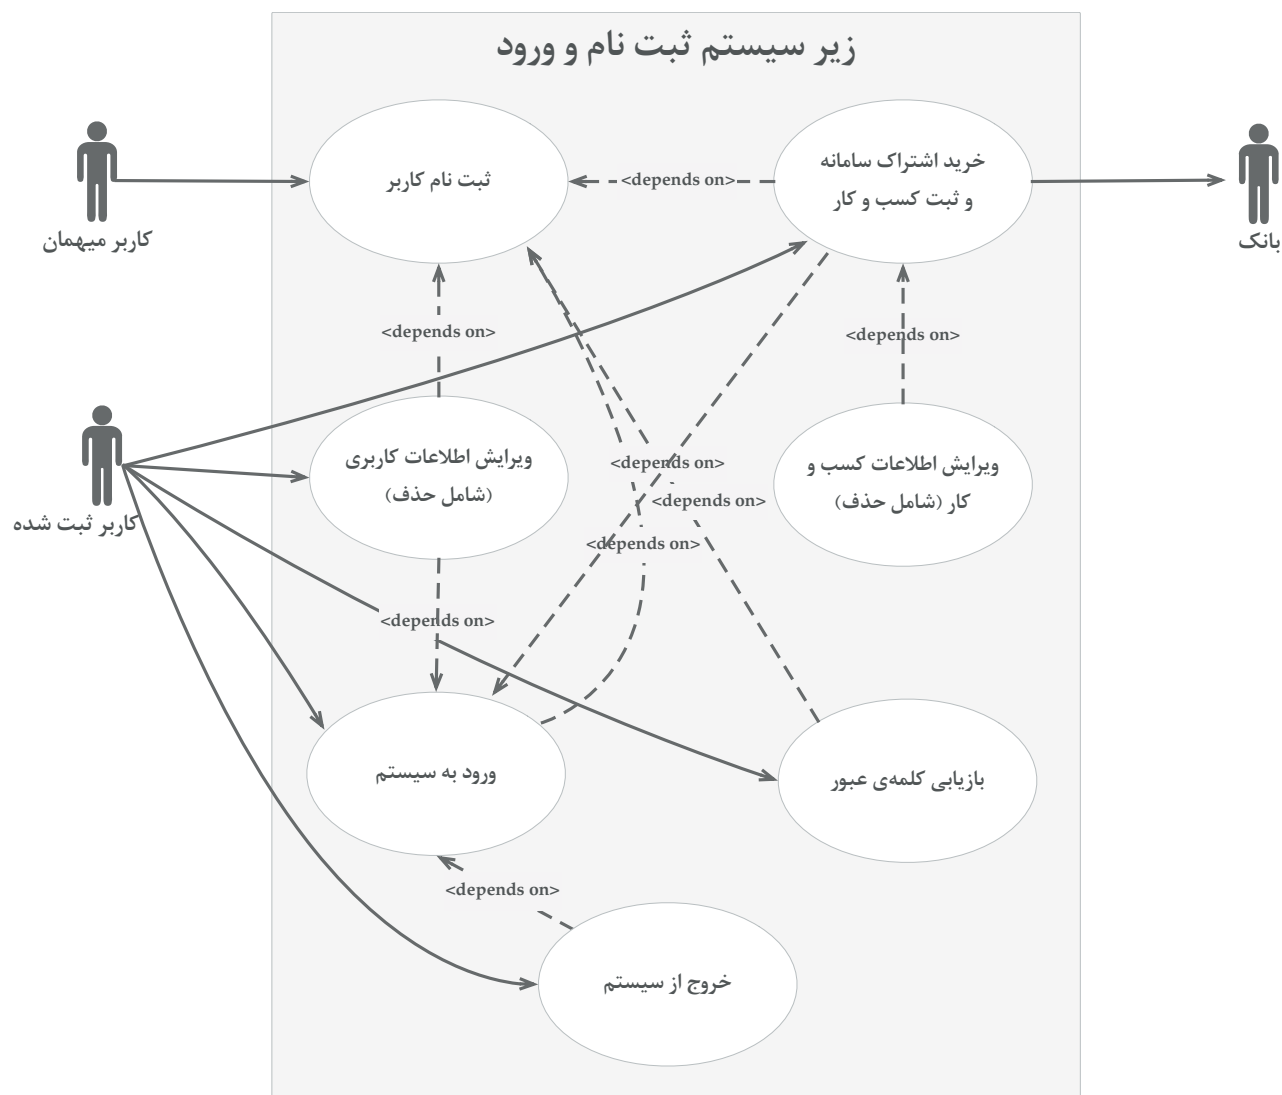 زیر سیستم ثبت نام و ورود
خرید اشتراک سامانه
و ثبت کسب و کار
<depends on>
ثبت نام کاربر
کاربر میهمان
بانک
<depends on>
<depends on>
ویرایش اطلاعات کسب و
کار (شامل حذف)
<depends on>
<depends on>
<depends on>
ویرایش اطلاعات کاربری
(شامل حذف)
کاربر ثبت شده
<depends on>
بازیابی کلمه‌ی عبور
ورود به سیستم
<depends on>
خروج از سیستم